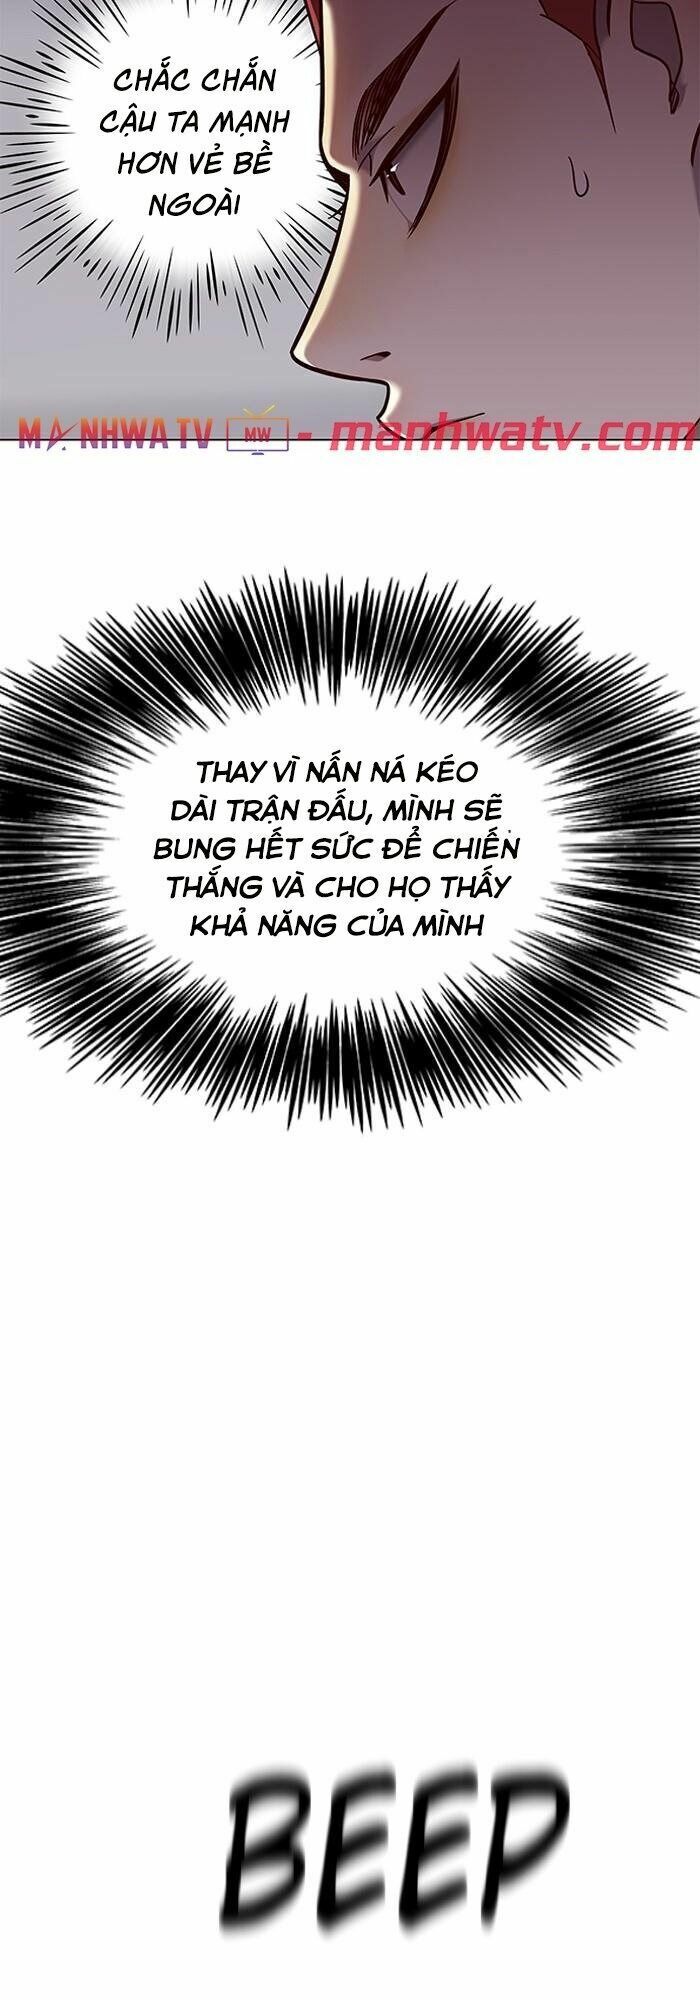 CHẮC CHẮN
CẬU TA MẠNH
HƠN VẺ BỀ
NGOÀI
MANHWA TV MW - manhwatv.com
THAY VÌ NẤN NÁ KÉO
DÀI TRẬN ĐẤU, MÌNH SẼ
BUNG HẾT SỨC ĐỂ CHIẾN
THẮNG VÀ CHO HỌ THẤY
KHẢ NĂNG CỦA MÌNH
BEEP